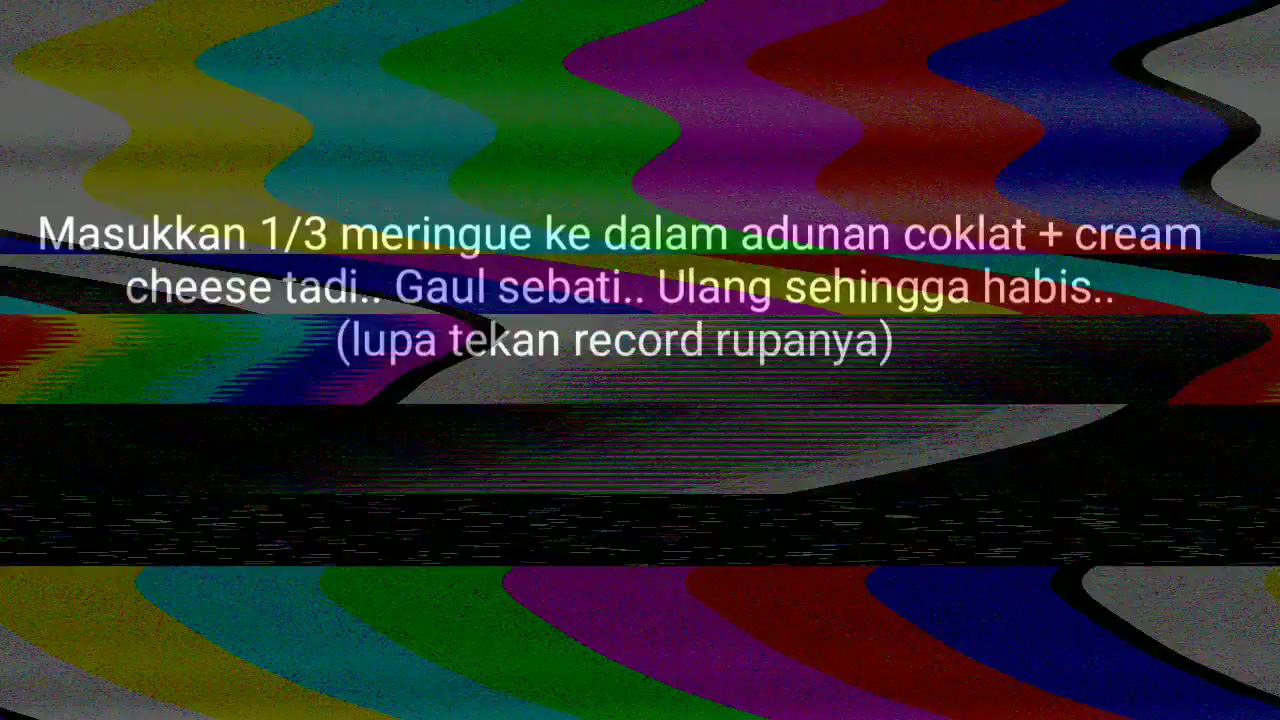 Masukkan 1/3 meringue ke dalam adunan coklat + cream
cheese tadi.. Gaul sebati.. Ulang sehingga habis..
(lupa tekan record rupanya)